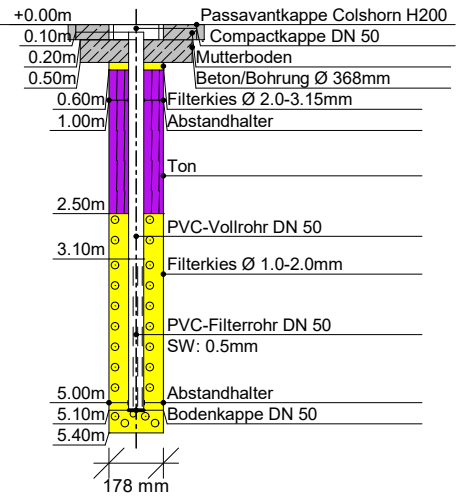 +0.00m Passavantkappe Colshorn H200
0.10m Compactkappe DN 50
0.20m Mutterboden
0.50m Beton/Bohrung Ø 368mm
0.60m Filterkies Ø 2.0-3.15mm
1.00m Abstandhalter
Ton
2.50m
PVC-Vollrohr DN 50
3.10m
Filterkies Ø 1.0-2.0mm
PVC-Filterrohr DN 50
SW: 0.5mm
5.00m Abstandhalter
5.10m Bodenkappe DN 50
5.40m
178 mm